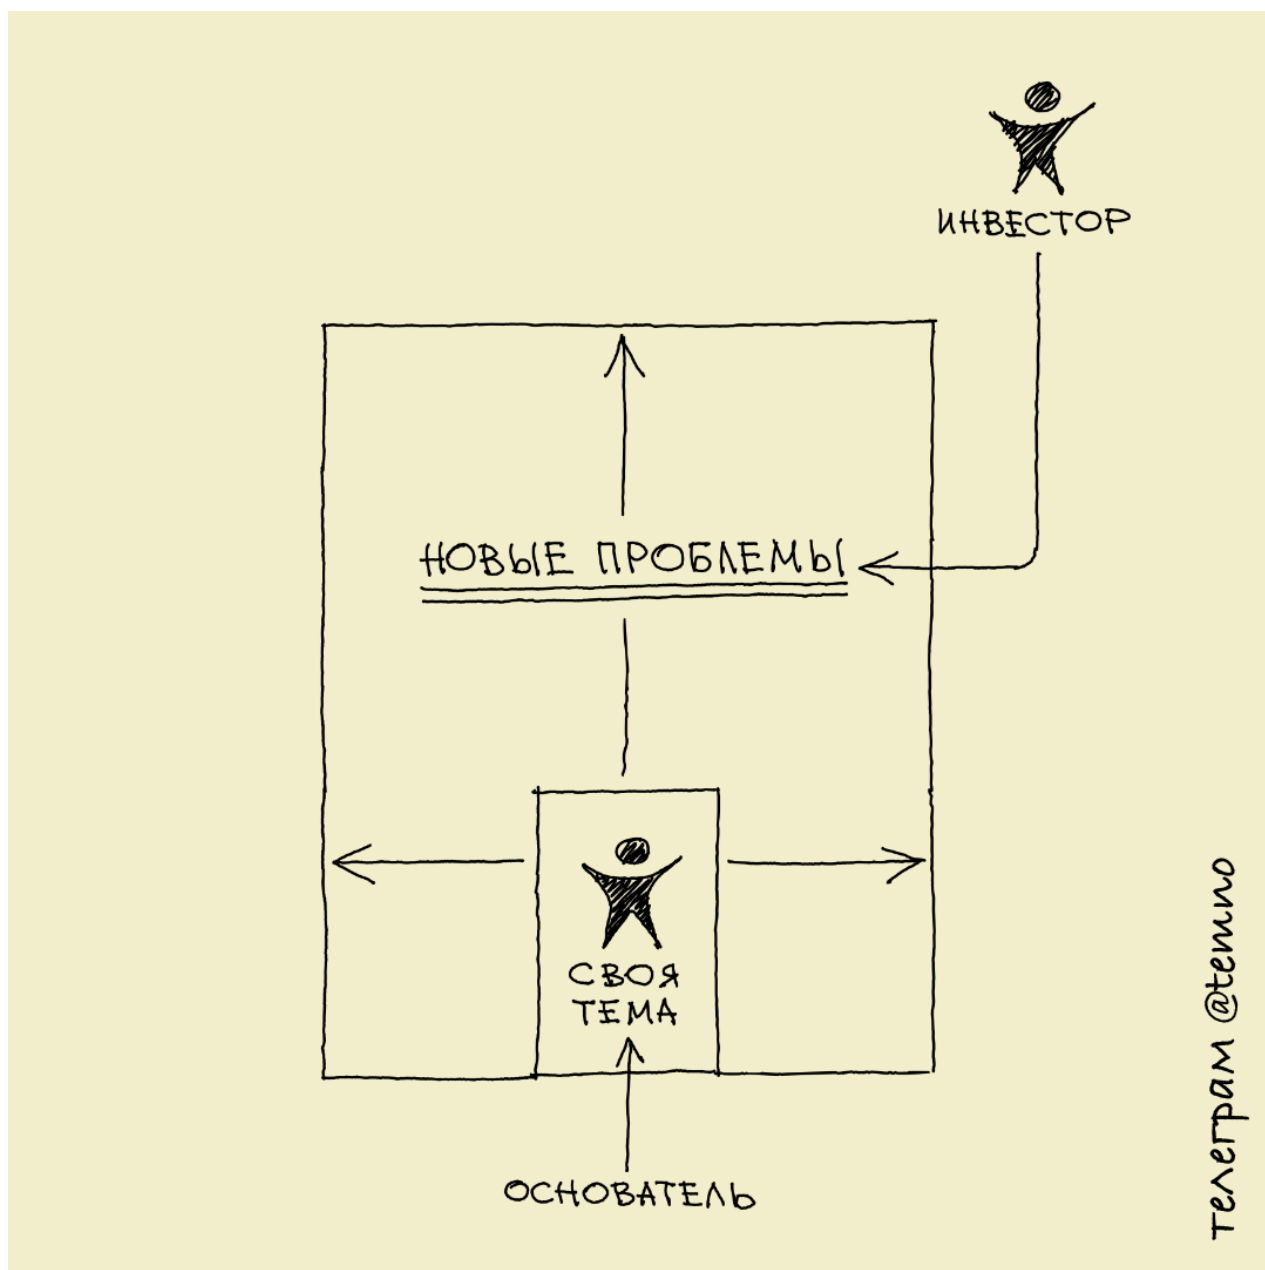 ИНВЕСТОР
НОВЫЕ ПРОБЛЕМЫ
СВОЯ
ТЕМА
ОСНОВАТЕЛЬ
телеграм @temno